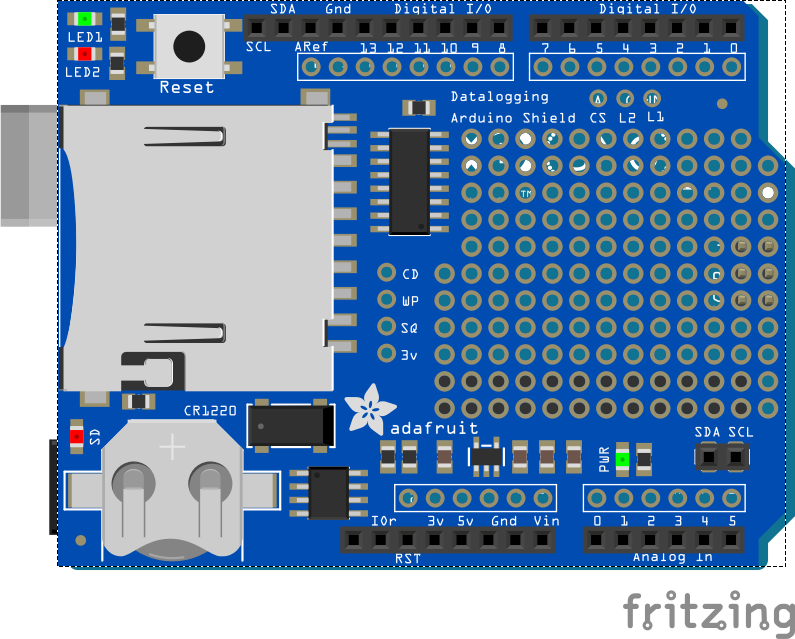 SDA Gnd Digital I/O Digital I/O
LED1
SCL ARef 13 12 11 10 9 8 7 6 5 4 3 2 1 0
LED2
Reset
Datalogging
Arduino Shield CS L2 L1
TM
CD
WP
SQ
3v
CR1220
adafruit
SD
PWR
SDA SCL
IOr 3v 5v Gnd Vin 0 1 2 3 4 5
RST Analog In
fritzing